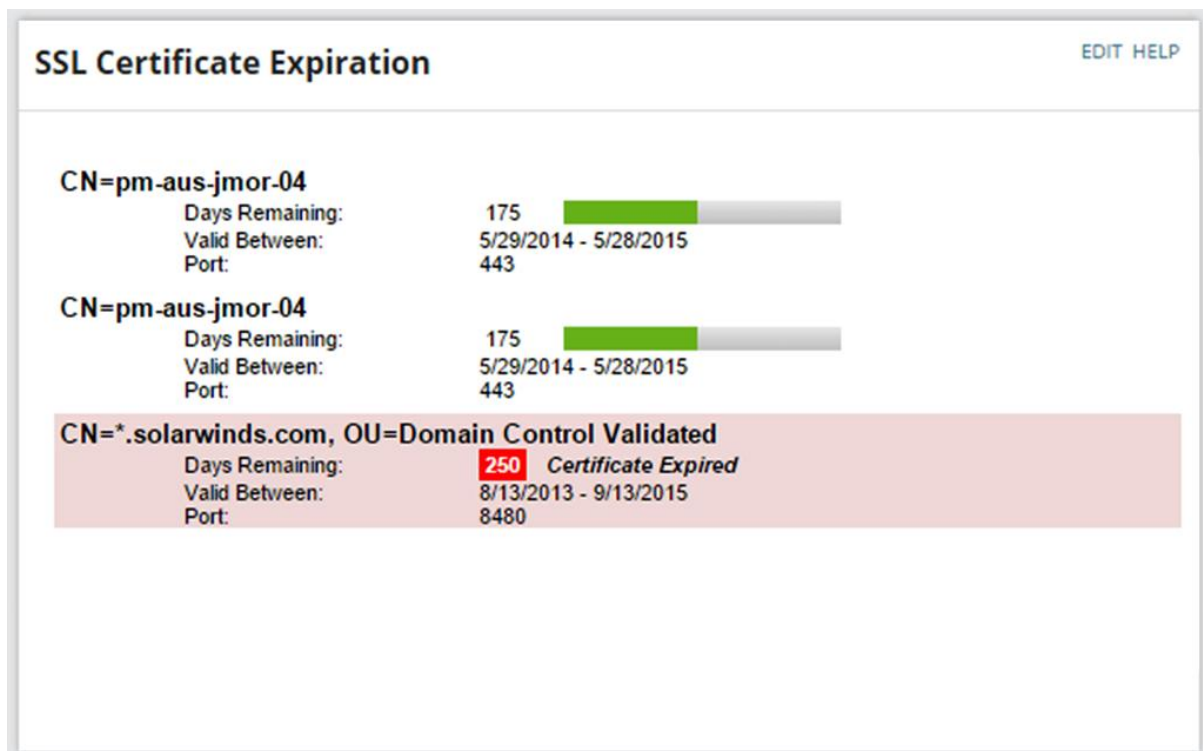 SSL Certificate Expiration
EDIT HELP
CN=pm-aus-jmor-04
Days Remaining: 175
Valid Between: 5/29/2014 - 5/28/2015
Port: 443
CN=pm-aus-jmor-04
Days Remaining: 175
Valid Between: 5/29/2014 - 5/28/2015
Port: 443
CN=*.solarwinds.com, OU=Domain Control Validated
Days Remaining: 250 Certificate Expired
Valid Between: 8/13/2013 - 9/13/2015
Port: 8480